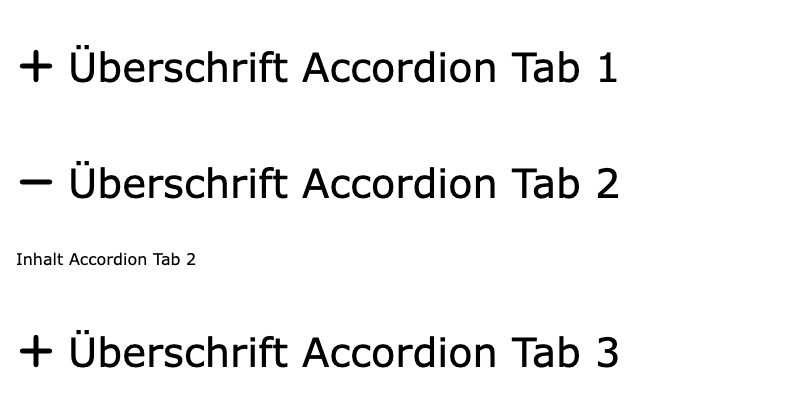 + Überschrift Accordion Tab 1
− Überschrift Accordion Tab 2
Inhalt Accordion Tab 2
+ Überschrift Accordion Tab 3